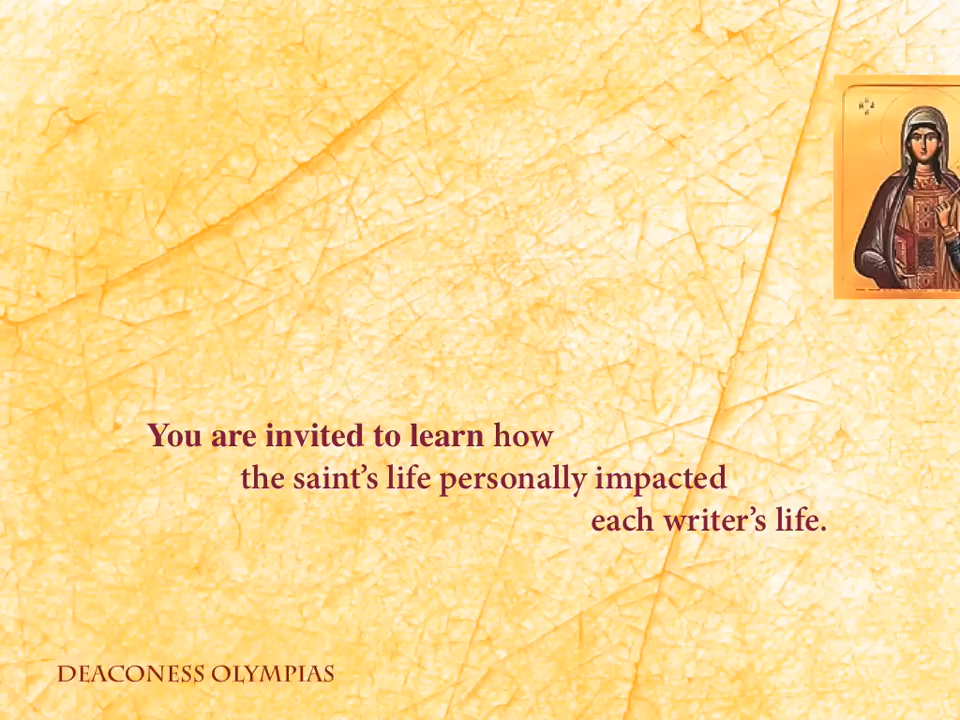 You are invited to learn how
the saint’s life personally impacted
each writer’s life.
DEACONESS OLYMPIAS